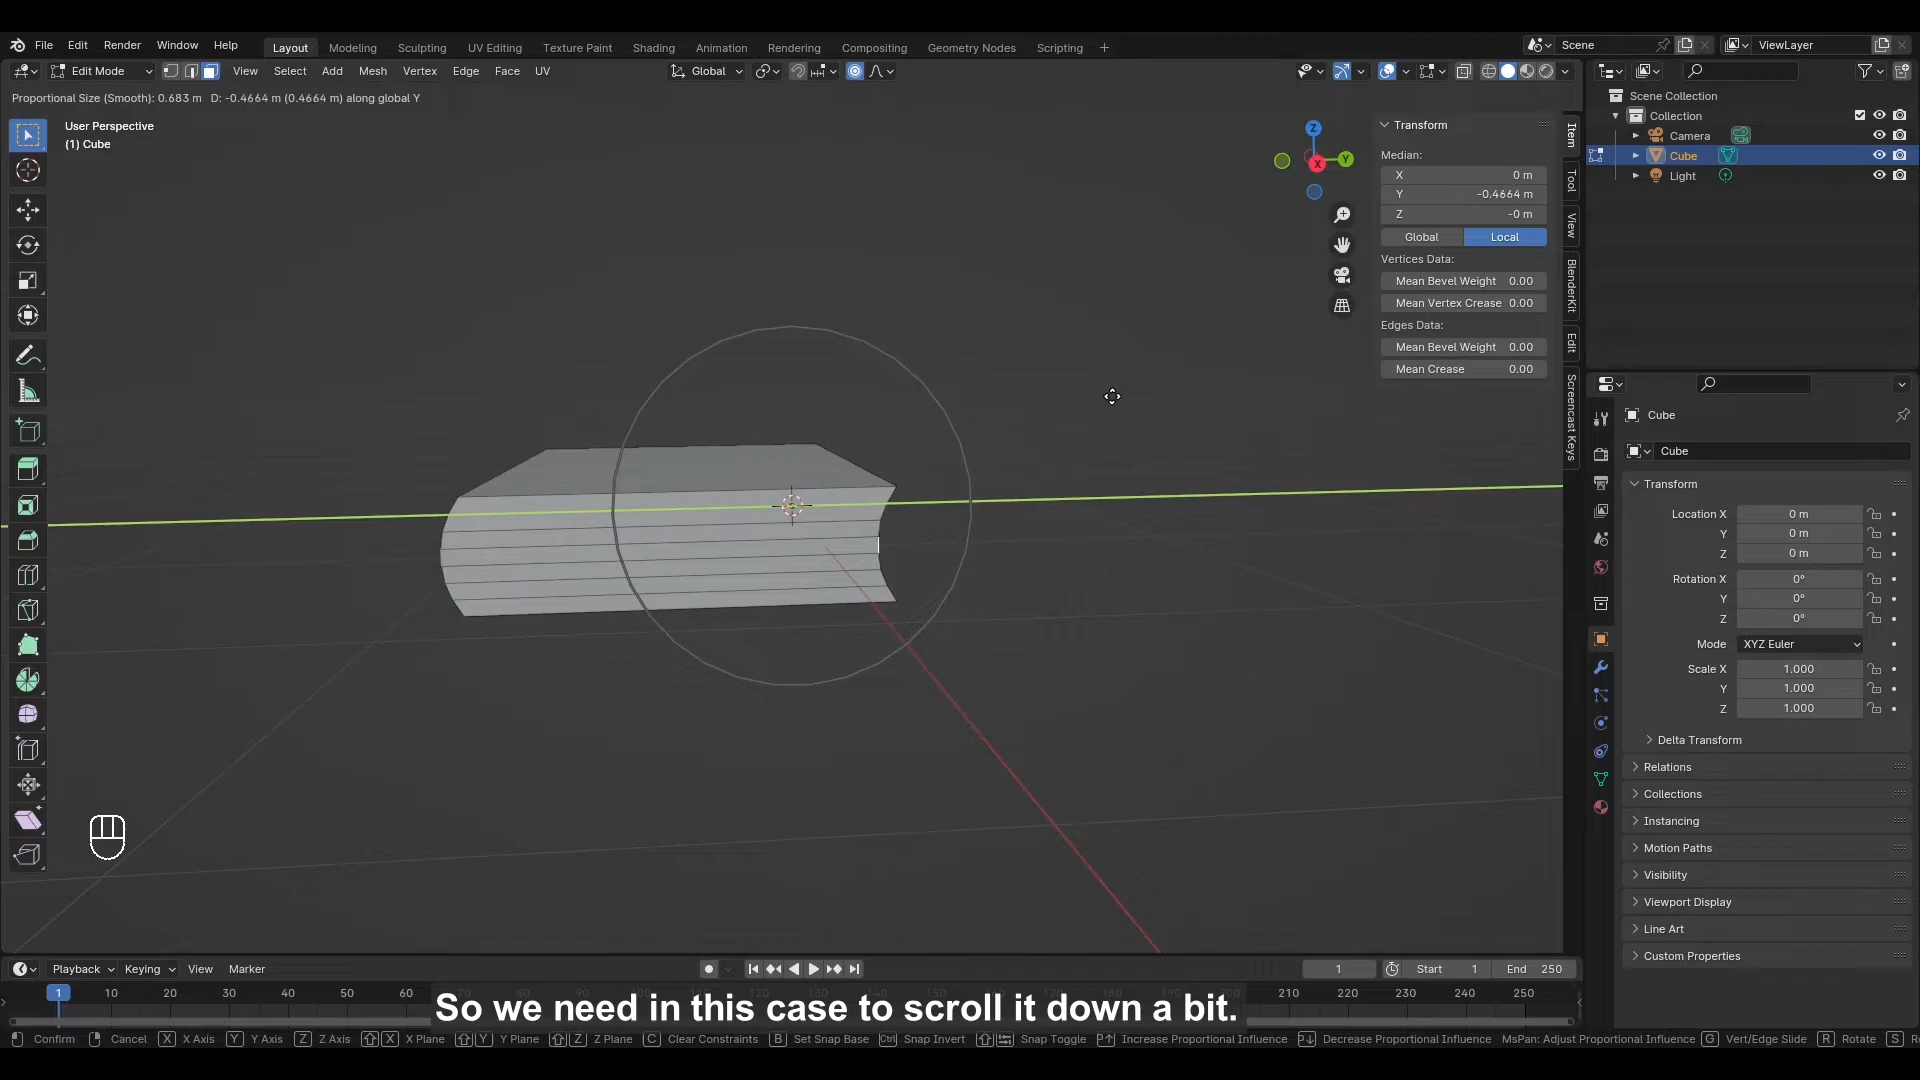 File Edit Render Window Help
Layout Modeling Sculpting UV Editing Texture Paint Shading Animation Rendering Compositing Geometry Nodes Scripting +
Scene
ViewLayer
Edit Mode
View Select Add Mesh Vertex Edge Face UV
Global
Proportional Size (Smooth): 0.683 m D: -0.4664 m (0.4664 m) along global Y
User Perspective
(1) Cube
Z
Y
X
Transform
Median:
X 0 m
Y -0.4664 m
Z -0 m
Global Local
Vertices Data:
Mean Bevel Weight 0.00
Mean Vertex Crease 0.00
Edges Data:
Mean Bevel Weight 0.00
Mean Crease 0.00
Item
Tool
View
BlenderKit
Edit
Screencast Keys
Scene Collection
Collection
Camera
Cube
Light
Cube
Cube
Transform
Location X 0 m
Y 0 m
Z 0 m
Rotation X 0°
Y 0°
Z 0°
Mode XYZ Euler
Scale X 1.000
Y 1.000
Z 1.000
Delta Transform
Relations
Collections
Instancing
Motion Paths
Visibility
Viewport Display
Line Art
Custom Properties
Playback Keying View Marker
1 Start 1 End 250
1 10 20 30 40 50 60 210 220 230 240 250
So we need in this case to scroll it down a bit.
Confirm Cancel X X Axis Y Y Axis Z Z Axis X X Plane Y Y Plane Z Z Plane C Clear Constraints B Set Snap Base Ctrl Snap Invert Snap Toggle P Increase Proportional Influence P Decrease Proportional Influence MsPan: Adjust Proportional Influence G Vert/Edge Slide R Rotate S